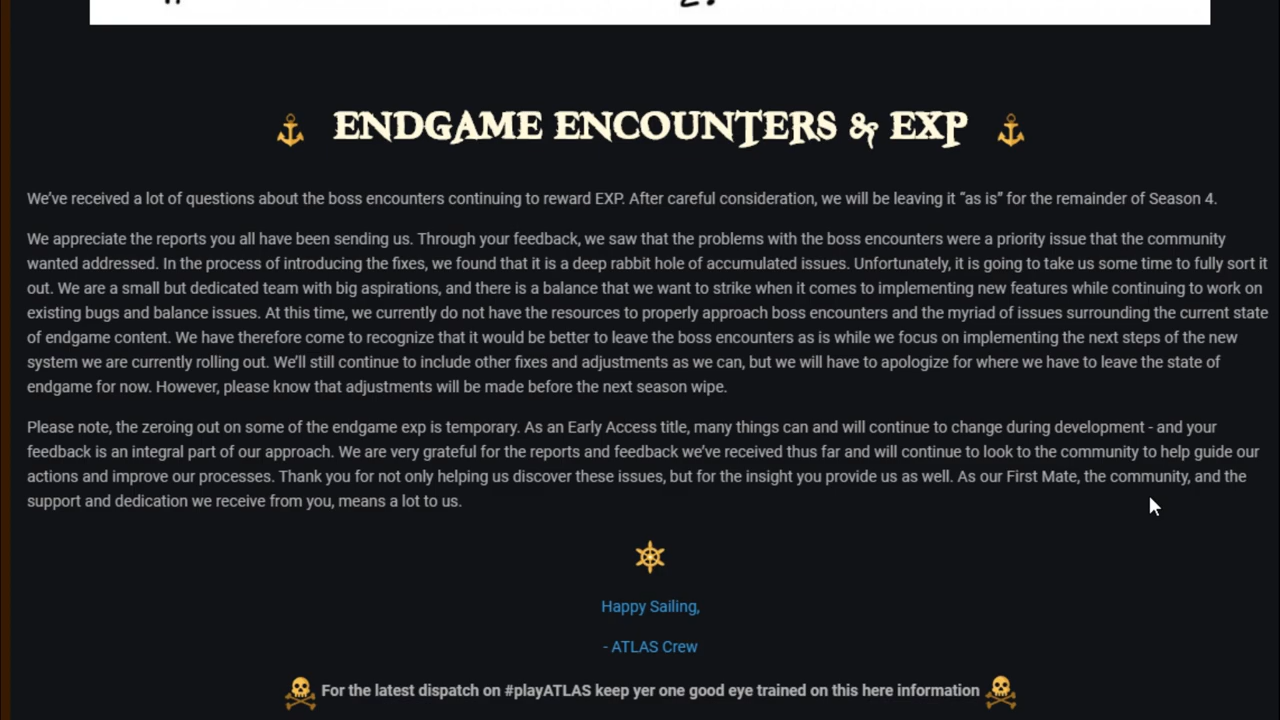 ENDGAME ENCOUNTERS & EXP
We've received a lot of questions about the boss encounters continuing to reward EXP. After careful consideration, we will be leaving it “as is” for the remainder of Season 4.
We appreciate the reports you all have been sending us. Through your feedback, we saw that the problems with the boss encounters were a priority issue that the community
wanted addressed. In the process of introducing the fixes, we found that it is a deep rabbit hole of accumulated issues. Unfortunately, it is going to take us some time to fully sort it
out. We are a small but dedicated team with big aspirations, and there is a balance that we want to strike when it comes to implementing new features while continuing to work on
existing bugs and balance issues. At this time, we currently do not have the resources to properly approach boss encounters and the myriad of issues surrounding the current state
of endgame content. We have therefore come to recognize that it would be better to leave the boss encounters as is while we focus on implementing the next steps of the new
system we are currently rolling out. We'll still continue to include other fixes and adjustments as we can, but we will have to apologize for where we have to leave the state of
endgame for now. However, please know that adjustments will be made before the next season wipe.
Please note, the zeroing out on some of the endgame exp is temporary. As an Early Access title, many things can and will continue to change during development - and your
feedback is an integral part of our approach. We are very grateful for the reports and feedback we've received thus far and will continue to look to the community to help guide our
actions and improve our processes. Thank you for not only helping us discover these issues, but for the insight you provide us as well. As our First Mate, the community, and the
support and dedication we receive from you, means a lot to us.
Happy Sailing,
- ATLAS Crew
For the latest dispatch on #playATLAS keep yer one good eye trained on this here information